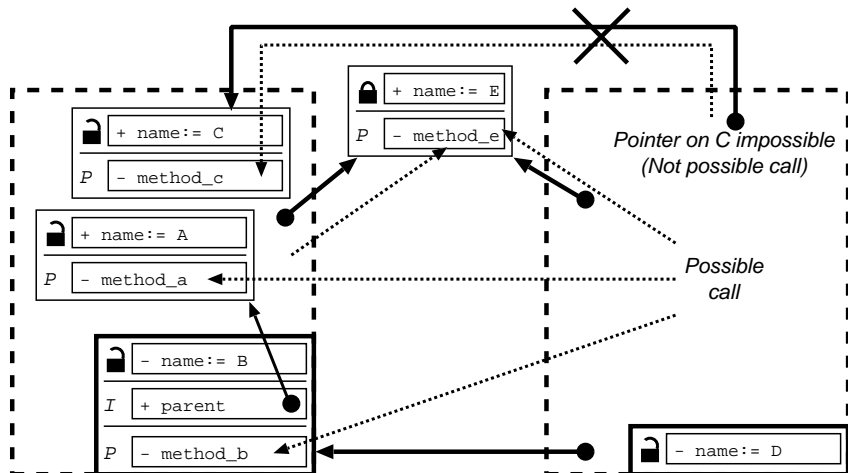 + name:= E
P - method_e
+ name:= C
P - method_c
Pointer on C impossible
(Not possible call)
+ name:= A
P - method_a
Possible
call
- name:= B
I + parent
P - method_b
- name:= D